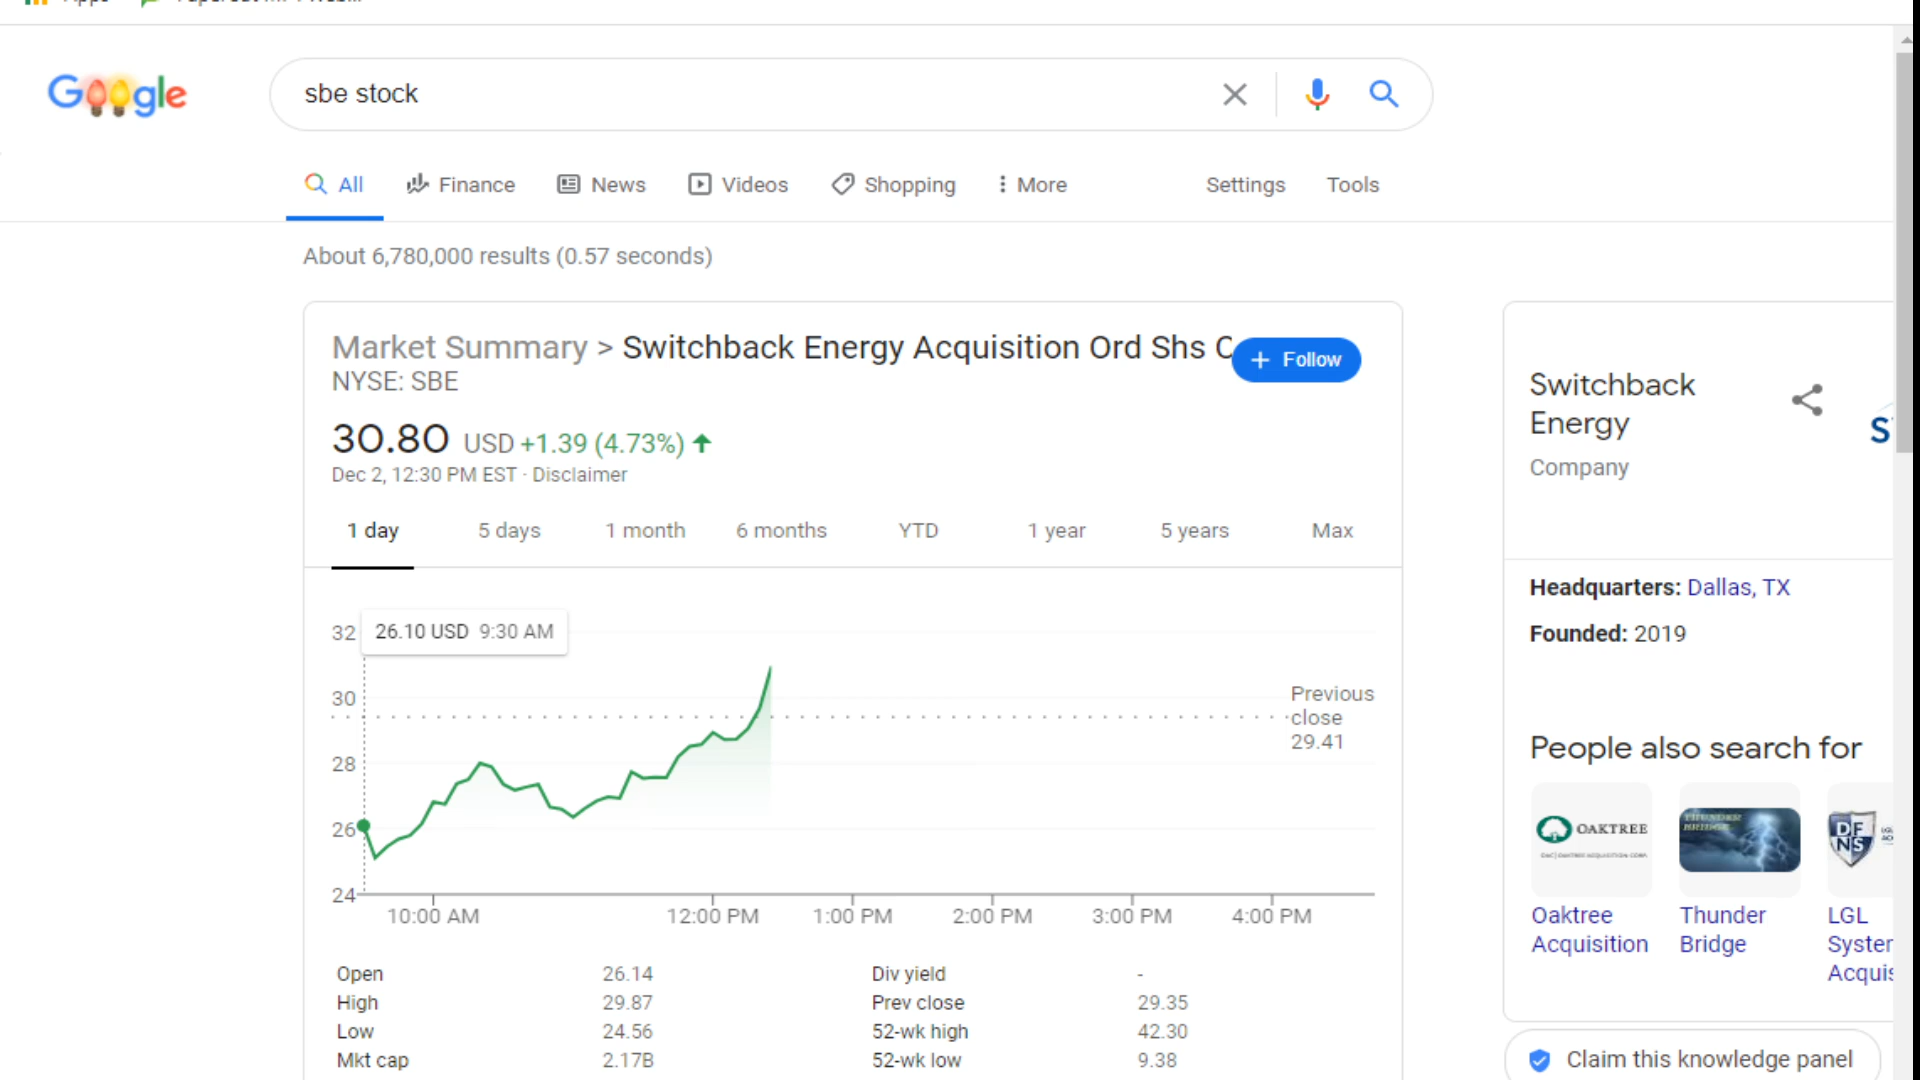 Apps
Google
sbe stock
All
Finance
News
Videos
Shopping
More
Settings
Tools
About 6,780,000 results (0.57 seconds)
Market Summary > Switchback Energy Acquisition Ord Shs C
+ Follow
NYSE: SBE
30.80 USD +1.39 (4.73%)
Dec 2, 12:30 PM EST · Disclaimer
1 day
5 days
1 month
6 months
YTD
1 year
5 years
Max
26.10 USD 9:30 AM
32
30
28
26
24
Previous
close
29.41
10:00 AM
12:00 PM
1:00 PM
2:00 PM
3:00 PM
4:00 PM
Open 26.14
High 29.87
Low 24.56
Mkt cap 2.17B
Div yield -
Prev close 29.35
52-wk high 42.30
52-wk low 9.38
Switchback
Energy
Company
S
Headquarters: Dallas, TX
Founded: 2019
People also search for
OAKTREE
THUNDER
BRIDGE
DF
NS
Oaktree
Acquisition
Thunder
Bridge
LGL
Syster
Acquis
Claim this knowledge panel